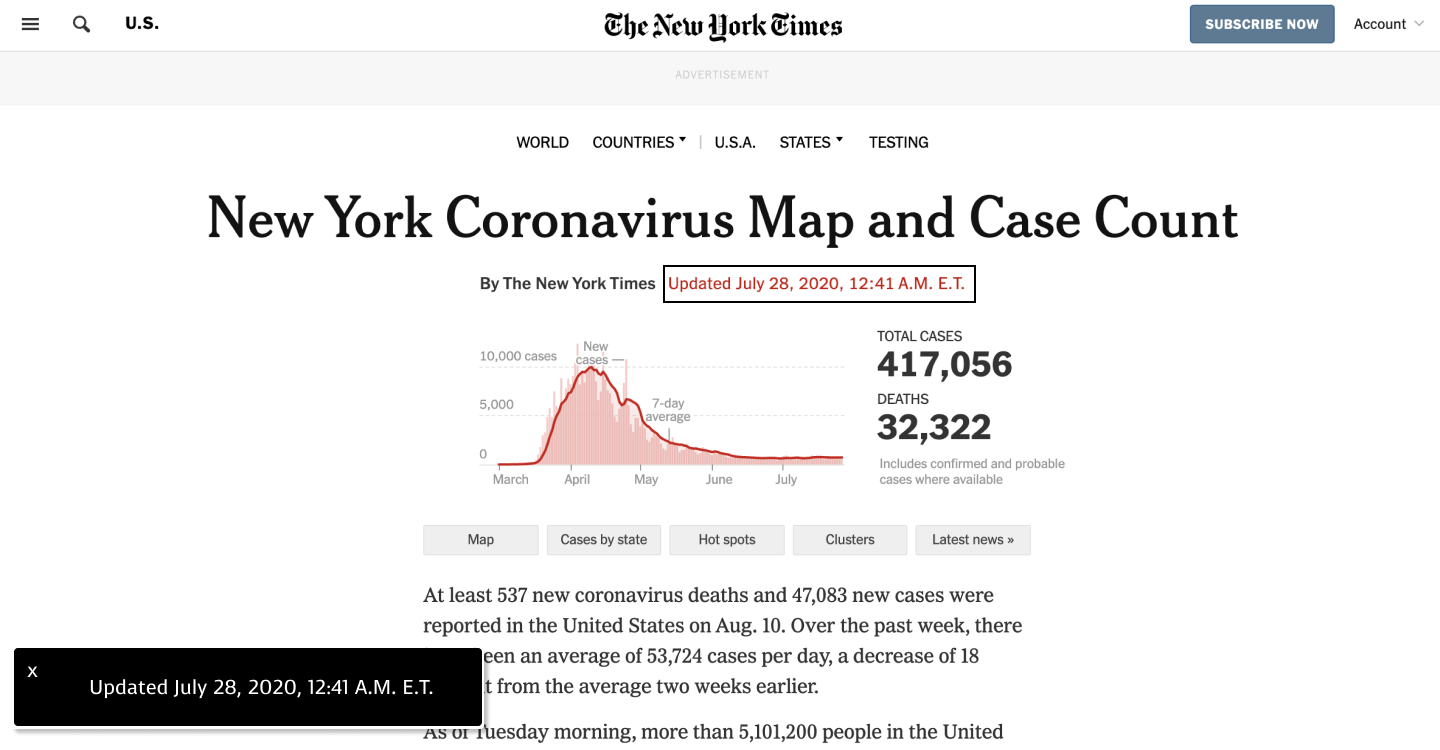 U.S.
The New York Times
SUBSCRIBE NOW
Account
ADVERTISEMENT
WORLD COUNTRIES | U.S.A. STATES TESTING
New York Coronavirus Map and Case Count
By The New York Times Updated July 28, 2020, 12:41 A.M. E.T.
10,000 cases
5,000
0
New
cases
7-day
average
March April May June July
TOTAL CASES
417,056
DEATHS
32,322
Includes confirmed and probable
cases where available
Map Cases by state Hot spots Clusters Latest news »
At least 537 new coronavirus deaths and 47,083 new cases were
reported in the United States on Aug. 10. Over the past week, there
een an average of 53,724 cases per day, a decrease of 18
t from the average two weeks earlier.
As of Tuesday morning, more than 5,101,200 people in the United
X
Updated July 28, 2020, 12:41 A.M. E.T.